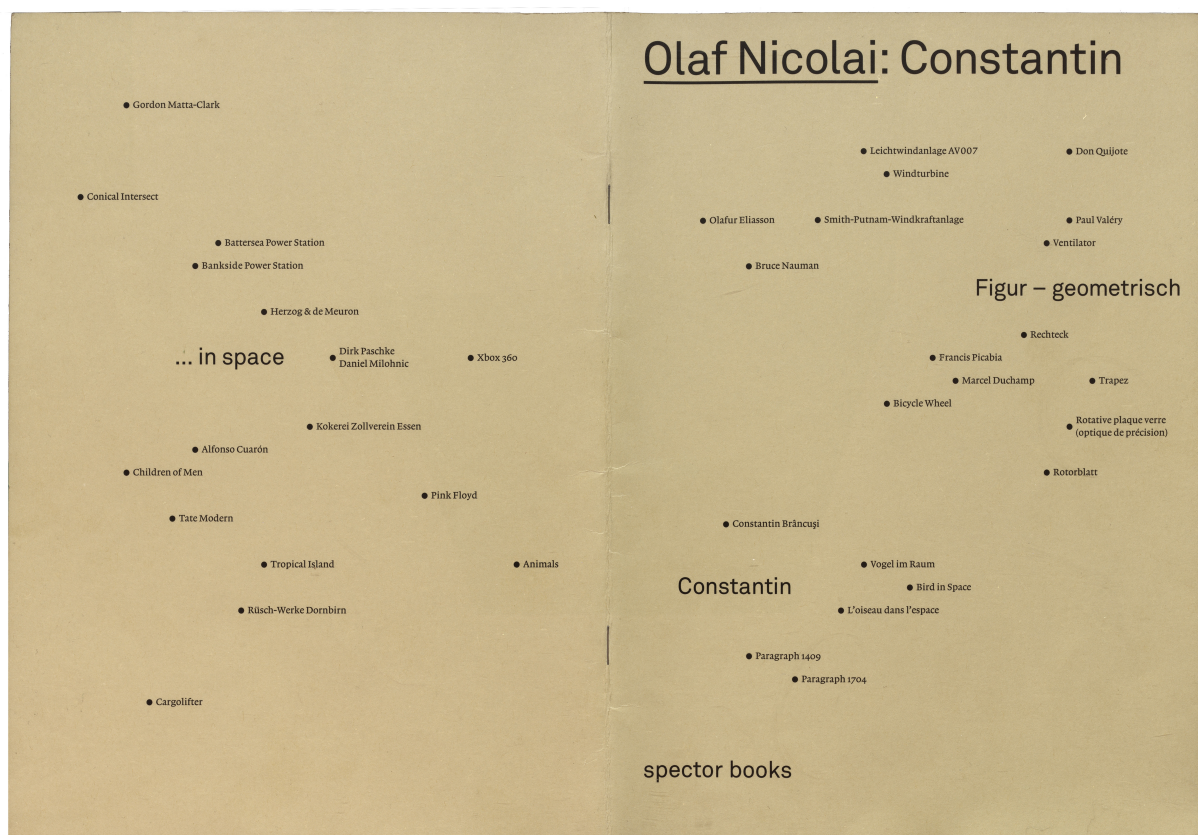 Gordon Matta-Clark
Conical Intersect
Battersea Power Station
Bankside Power Station
Herzog & de Meuron
... in space
Dirk Paschke
Daniel Milohnic
Xbox 360
Kokerei Zollverein Essen
Alfonso Cuarón
Children of Men
Pink Floyd
Tate Modern
Tropical Island
Animals
Rüsch-Werke Dornbirn
Cargolifter
Olaf Nicolai: Constantin
Leichtwindanlage AV007
Don Quijote
Windturbine
Olafur Eliasson
Smith-Putnam-Windkraftanlage
Paul Valéry
Ventilator
Bruce Nauman
Figur – geometrisch
Rechteck
Francis Picabia
Marcel Duchamp
Trapez
Bicycle Wheel
Rotative plaque verre
(optique de précision)
Rotorblatt
Constantin Brâncuşi
Vogel im Raum
Constantin
Bird in Space
L'oiseau dans l'espace
Paragraph 1409
Paragraph 1704
spector books